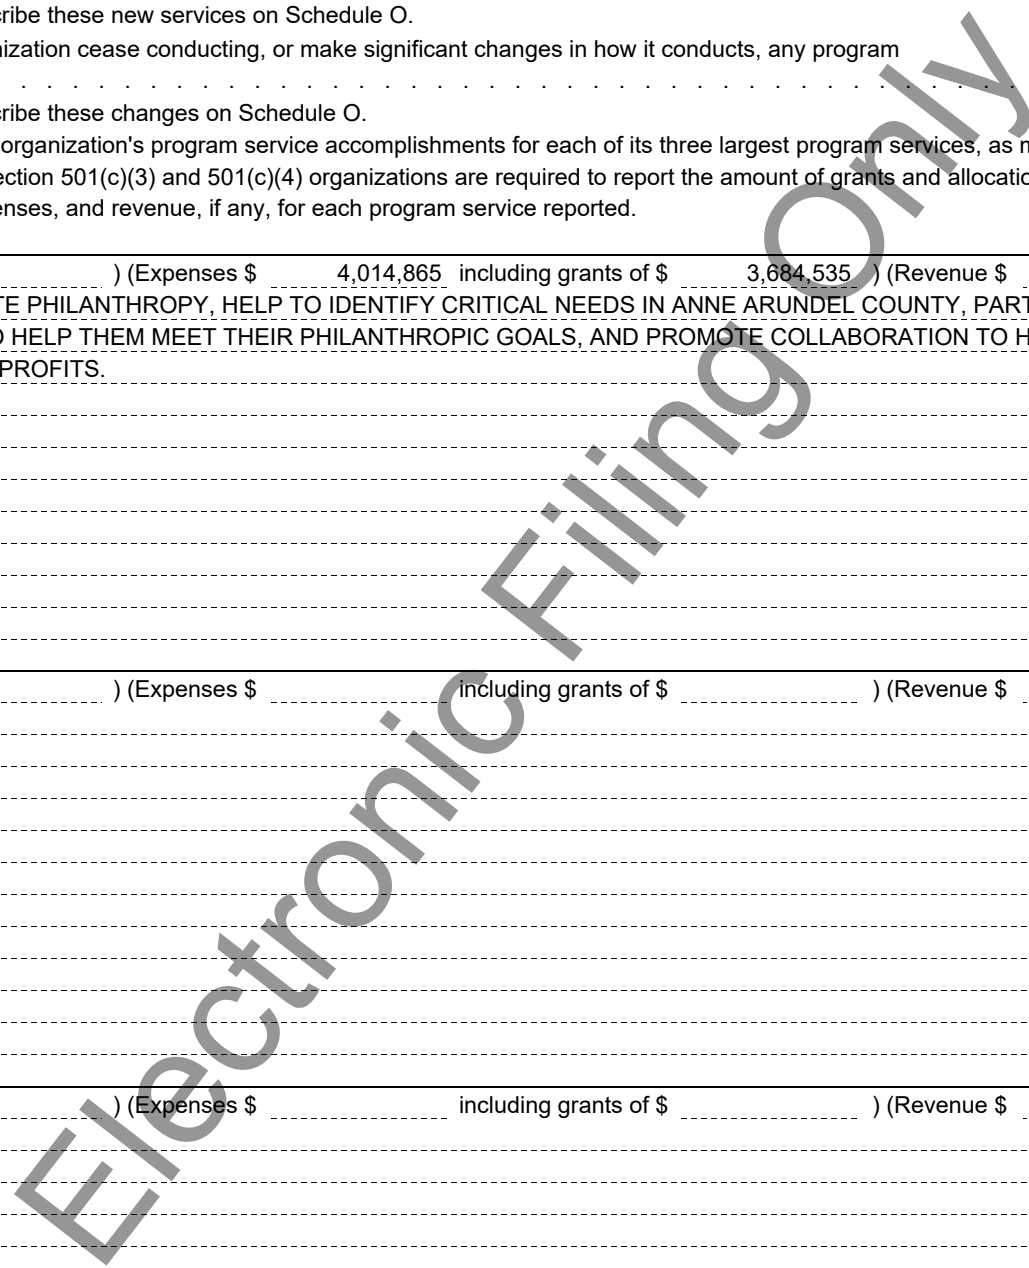 cribe these new services on Schedule O.
nization cease conducting, or make significant changes in how it conducts, any program
. . . . . . . . . . . . . . . . . . . . . . . . . . . . . . . . . . . . . . .
cribe these changes on Schedule O.
organization's program service accomplishments for each of its three largest program services, as m
ection 501(c)(3) and 501(c)(4) organizations are required to report the amount of grants and allocatio
enses, and revenue, if any, for each program service reported.
) (Expenses $ 4,014,865 including grants of $ 3,684,535 ) (Revenue $
TE PHILANTHROPY, HELP TO IDENTIFY CRITICAL NEEDS IN ANNE ARUNDEL COUNTY, PART
O HELP THEM MEET THEIR PHILANTHROPIC GOALS, AND PROMOTE COLLABORATION TO H
PROFITS.
) (Expenses $ including grants of $ ) (Revenue $
) (Expenses $ including grants of $ ) (Revenue $
Electronic Filing Only